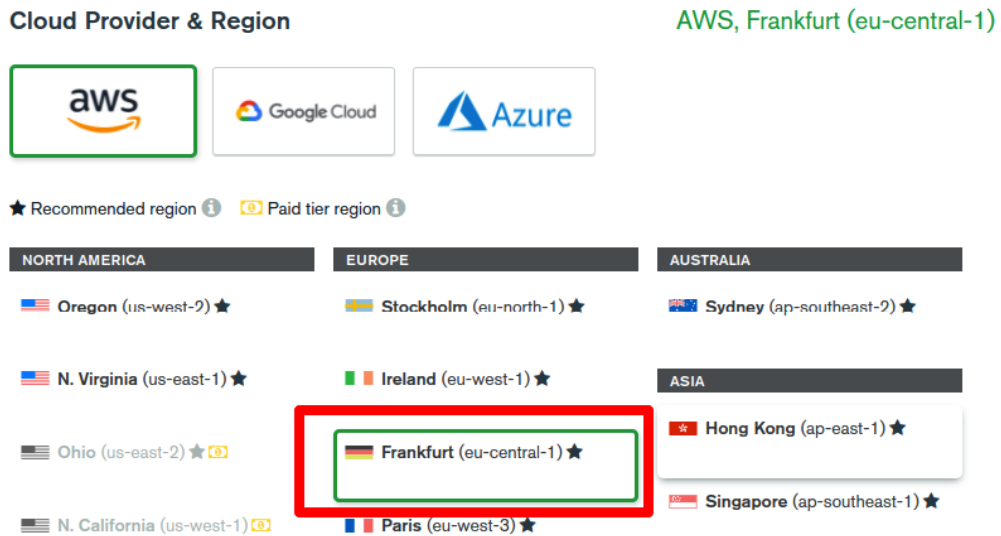 Cloud Provider & Region
AWS, Frankfurt (eu-central-1)
aws
Google Cloud
Azure
Recommended region
Paid tier region
NORTH AMERICA
Oregon (us-west-2)
N. Virginia (us-east-1)
Ohio (us-east-2)
N. California (us-west-1)
EUROPE
Stockholm (eu-north-1)
Ireland (eu-west-1)
Frankfurt (eu-central-1)
Paris (eu-west-3)
AUSTRALIA
Sydney (ap-southeast-2)
ASIA
Hong Kong (ap-east-1)
Singapore (ap-southeast-1)